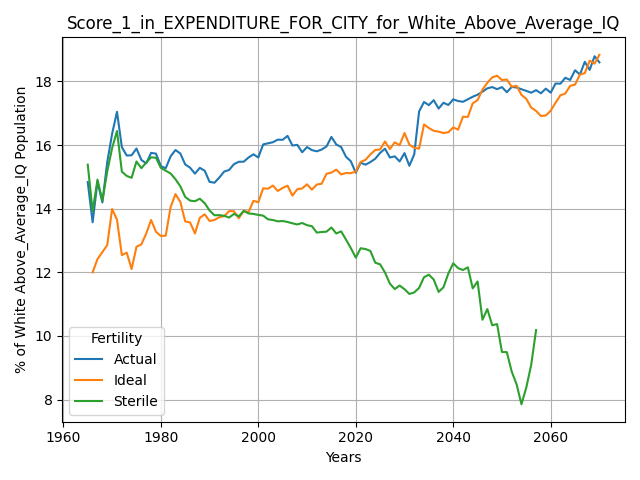 Score_1_in_EXPENDITURE_FOR_CITY_for_White_Above_Average_IQ
% of White Above_Average_IQ Population
18
16
14
12
10
8
Fertility
Actual
Ideal
Sterile
1960 1980 2000 2020 2040 2060
Years